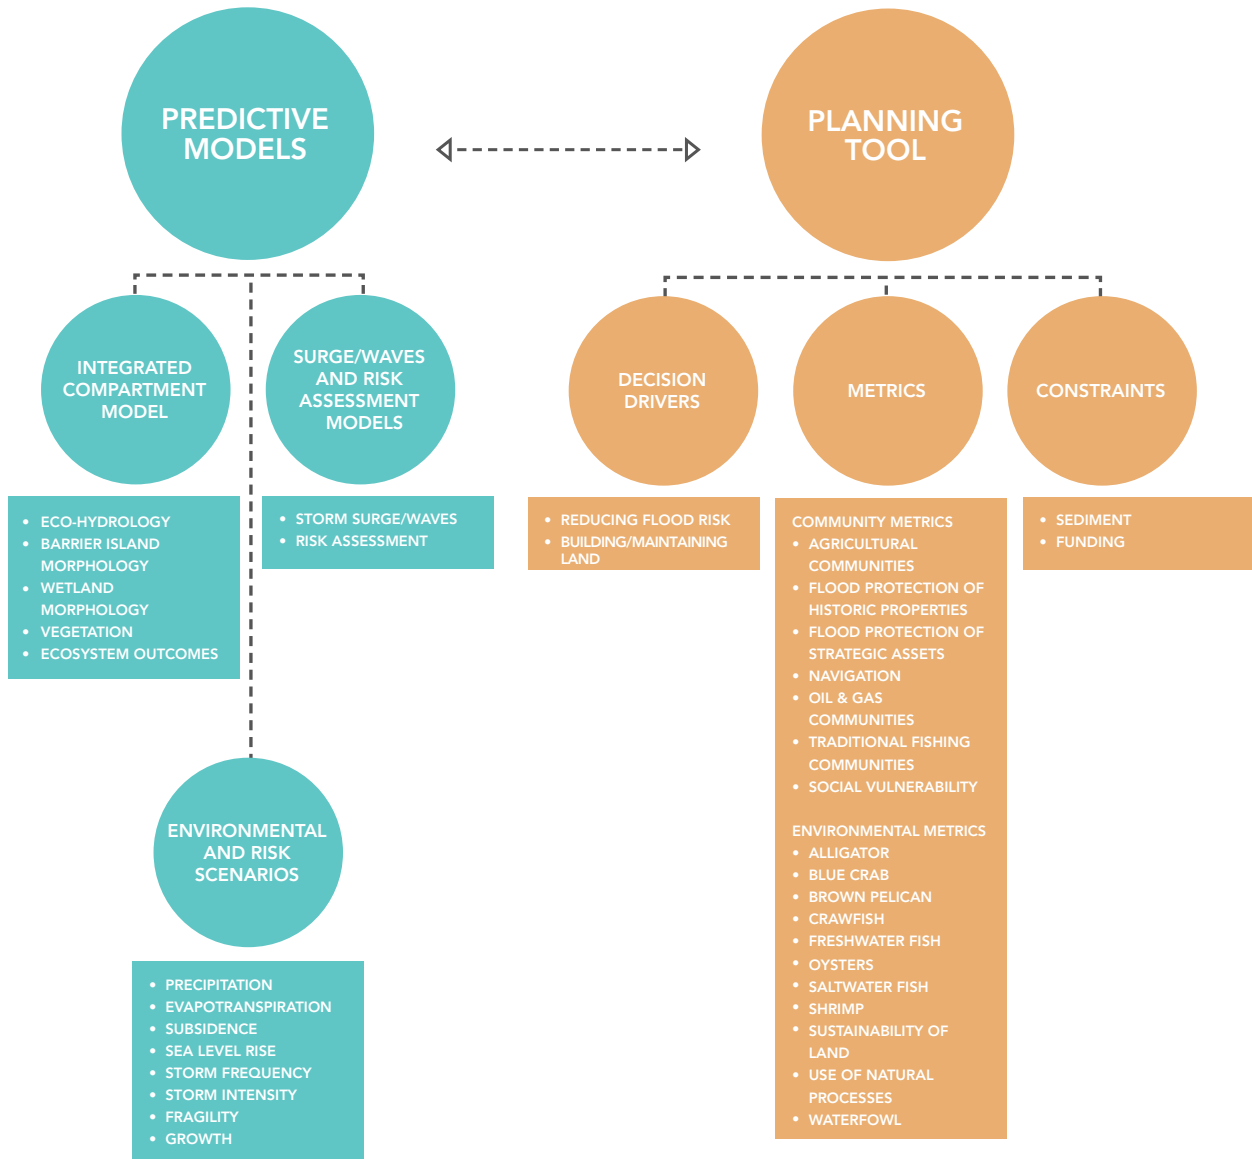 PREDICTIVE
MODELS
PLANNING
TOOL
INTEGRATED
COMPARTMENT
MODEL
SURGE/WAVES
AND RISK
ASSESSMENT
MODELS
DECISION
DRIVERS
METRICS
CONSTRAINTS
• ECO-HYDROLOGY
• BARRIER ISLAND
MORPHOLOGY
• WETLAND
MORPHOLOGY
• VEGETATION
• ECOSYSTEM OUTCOMES
• STORM SURGE/WAVES
• RISK ASSESSMENT
• REDUCING FLOOD RISK
• BUILDING/MAINTAINING
LAND
COMMUNITY METRICS
• AGRICULTURAL
COMMUNITIES
• FLOOD PROTECTION OF
HISTORIC PROPERTIES
• FLOOD PROTECTION OF
STRATEGIC ASSETS
• NAVIGATION
• OIL & GAS
COMMUNITIES
• TRADITIONAL FISHING
COMMUNITIES
• SOCIAL VULNERABILITY
ENVIRONMENTAL METRICS
• ALLIGATOR
• BLUE CRAB
• BROWN PELICAN
• CRAWFISH
• FRESHWATER FISH
• OYSTERS
• SALTWATER FISH
• SHRIMP
• SUSTAINABILITY OF
LAND
• USE OF NATURAL
PROCESSES
• WATERFOWL
• SEDIMENT
• FUNDING
ENVIRONMENTAL
AND RISK
SCENARIOS
• PRECIPITATION
• EVAPOTRANSPIRATION
• SUBSIDENCE
• SEA LEVEL RISE
• STORM FREQUENCY
• STORM INTENSITY
• FRAGILITY
• GROWTH